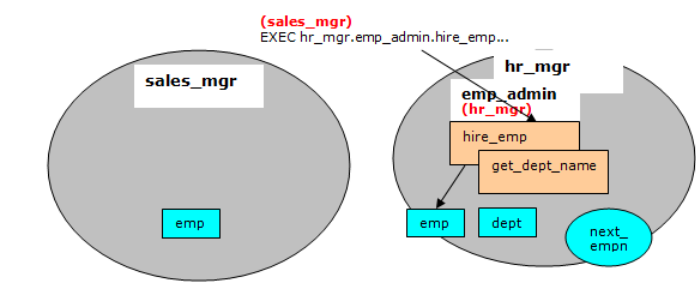 (sales_mgr)
EXEC hr_mgr.emp_admin.hire_emp...
sales_mgr
hr_mgr
emp_admin
(hr_mgr)
hire_emp
get_dept_name
emp
emp
dept
next_
empn